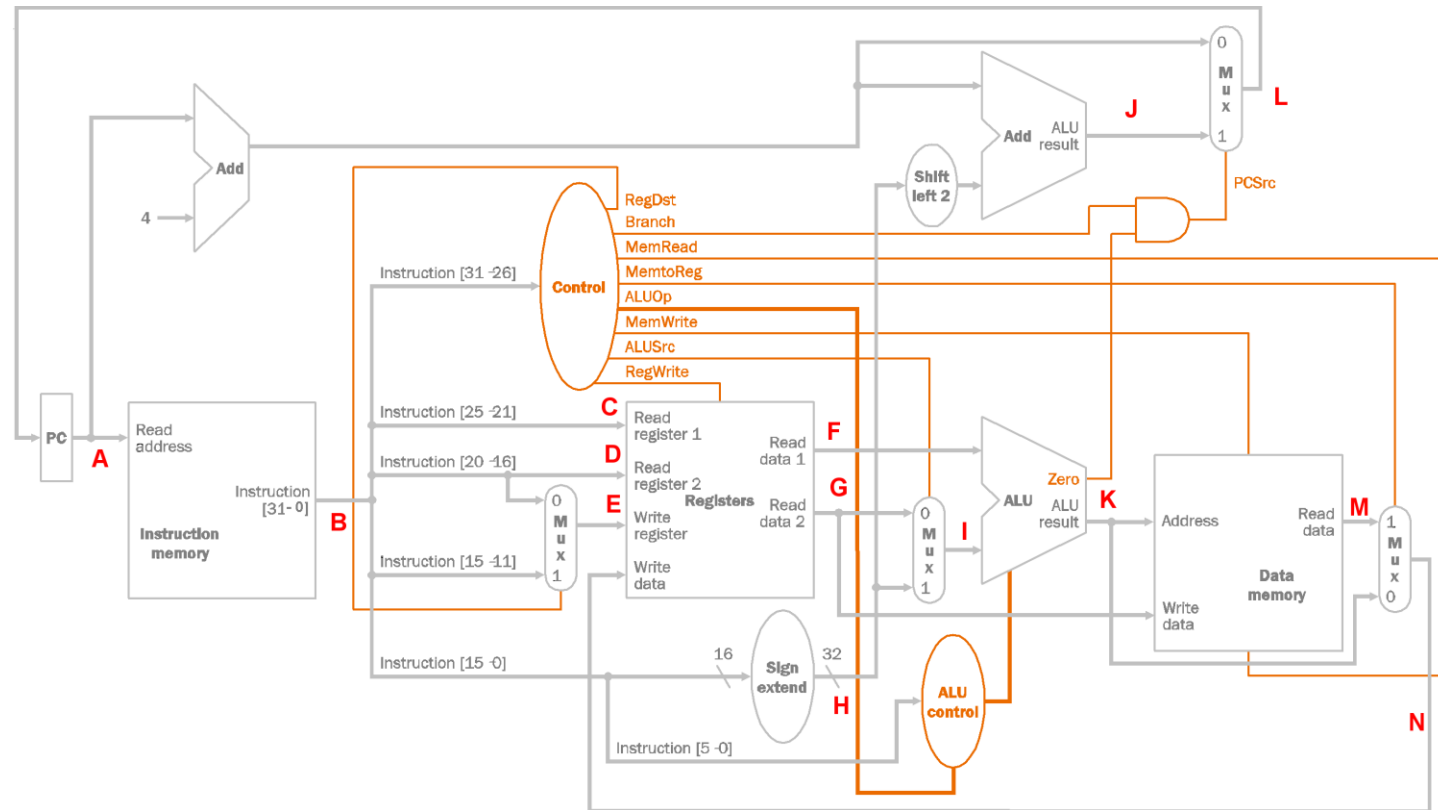 0
M
u
x
1
L
J
Add
ALU
result
Add
4
Shift
left 2
PCSrc
RegDst
Branch
MemRead
MemtoReg
ALUOp
MemWrite
ALUSrc
RegWrite
Control
Instruction [31-26]
PC
A
Read
address
Instruction
[31-0]
Instruction
memory
B
Instruction [25-21]
Instruction [20-16]
Instruction [15-11]
Instruction [15-0]
Instruction [5-0]
0
M
u
x
1
C
D
E
Read
register 1
Read
register 2
Write
register
Write
data
Registers
Read
data 1
Read
data 2
F
G
0
M
u
x
1
I
16
Sign
extend
32
H
ALU
control
Zero
ALU
ALU
result
K
Address
Read
data
Data
memory
Write
data
M
1
M
u
x
0
N